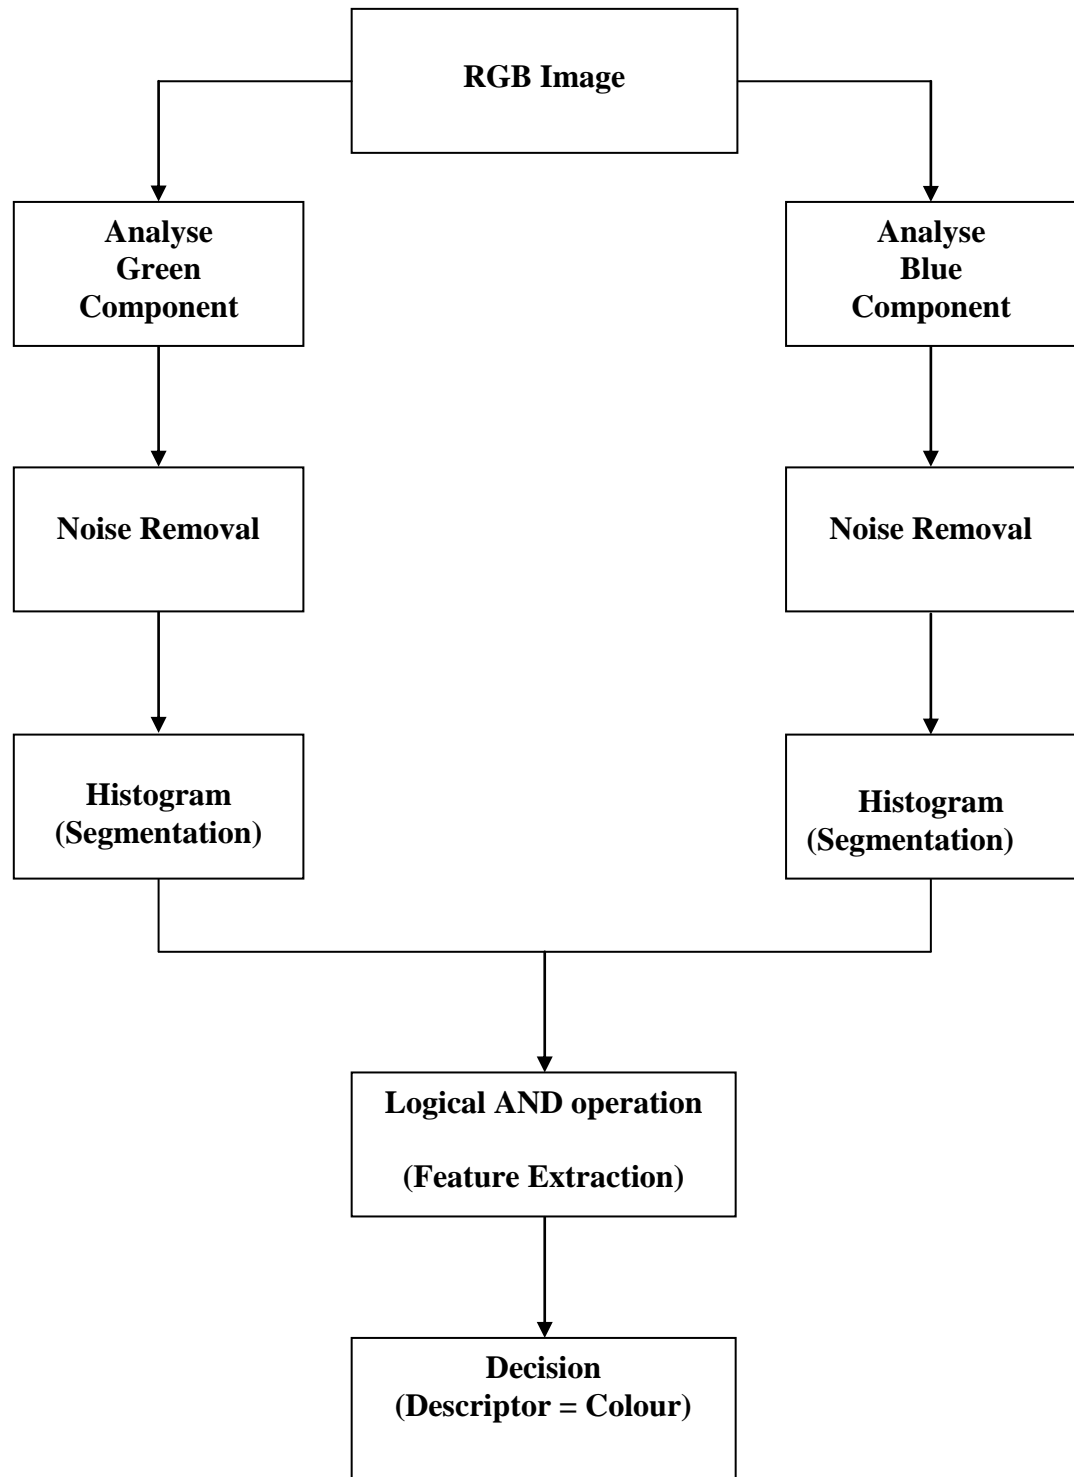 RGB Image
Analyse
Green
Component
Analyse
Blue
Component
Noise Removal
Noise Removal
Histogram
(Segmentation)
Histogram
(Segmentation)
Logical AND operation
(Feature Extraction)
Decision
(Descriptor = Colour)